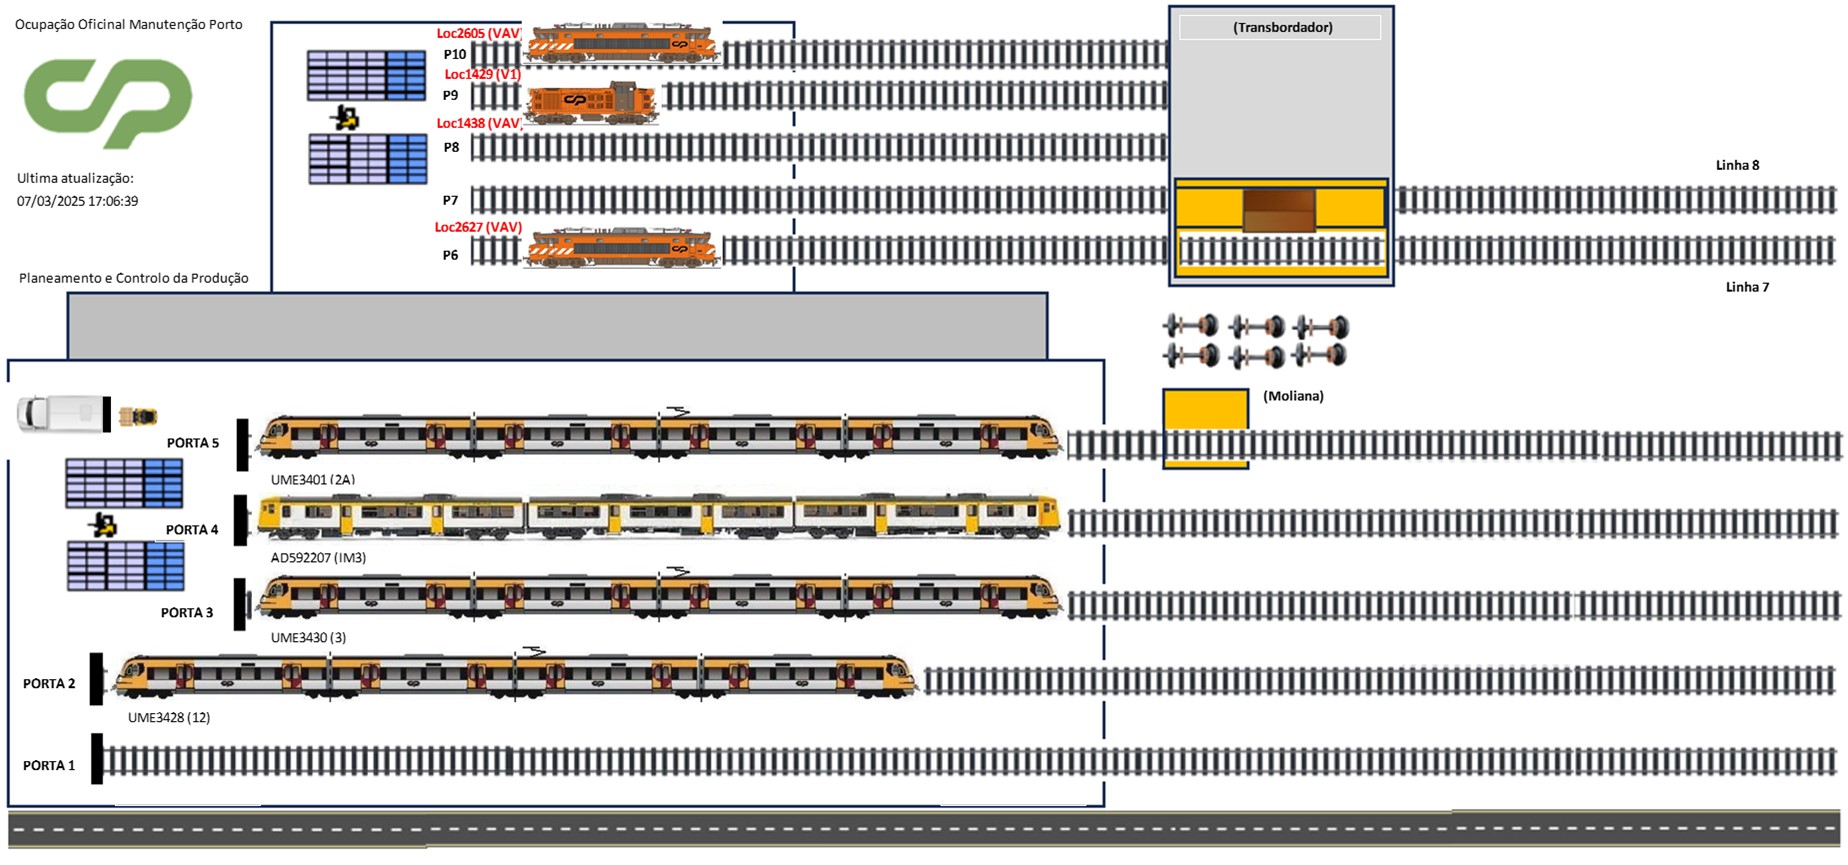 Ocupação Oficinal Manutenção Porto
Loc2605 (VAV)
P10
Loc1429 (V1)
P9
Loc1438 (VAV)
P8
P7
Loc2627 (VAV)
P6
(Transbordador)
Linha 8
Linha 7
Ultima atualização:
07/03/2025 17:06:39
Planeamento e Controlo da Produção
(Moliana)
PORTA 5
UME3401 (2A)
PORTA 4
AD592207 (IM3)
PORTA 3
UME3430 (3)
PORTA 2
UME3428 (12)
PORTA 1